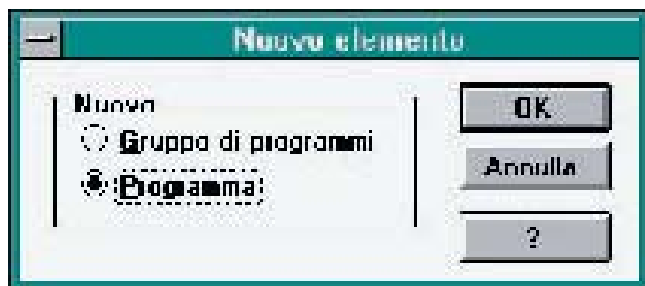 Nuovo elemento
Nuovo
Gruppo di programmi
Programma
OK
Annulla
?